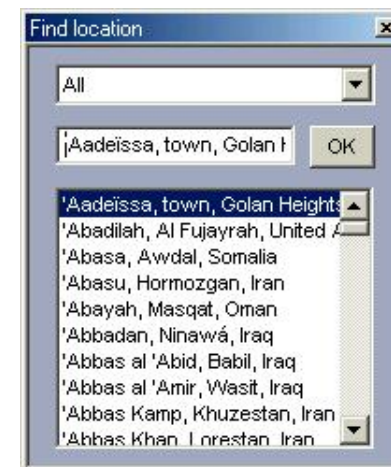 Find location
All
'Aadeïssa, town, Golan H
OK
'Aadeïssa, town, Golan Heights
'Abadilah, Al Fujayrah, United A
'Abasa, Awdal, Somalia
'Abasu, Hormozgan, Iran
'Abayah, Masqat, Oman
'Abbadan, Ninawá, Iraq
'Abbas al 'Abid, Babil, Iraq
'Abbas al 'Amir, Wasit, Iraq
'Abbas Kamp, Khuzestan, Iran
'Abbas Khan, Lorestan, Iran